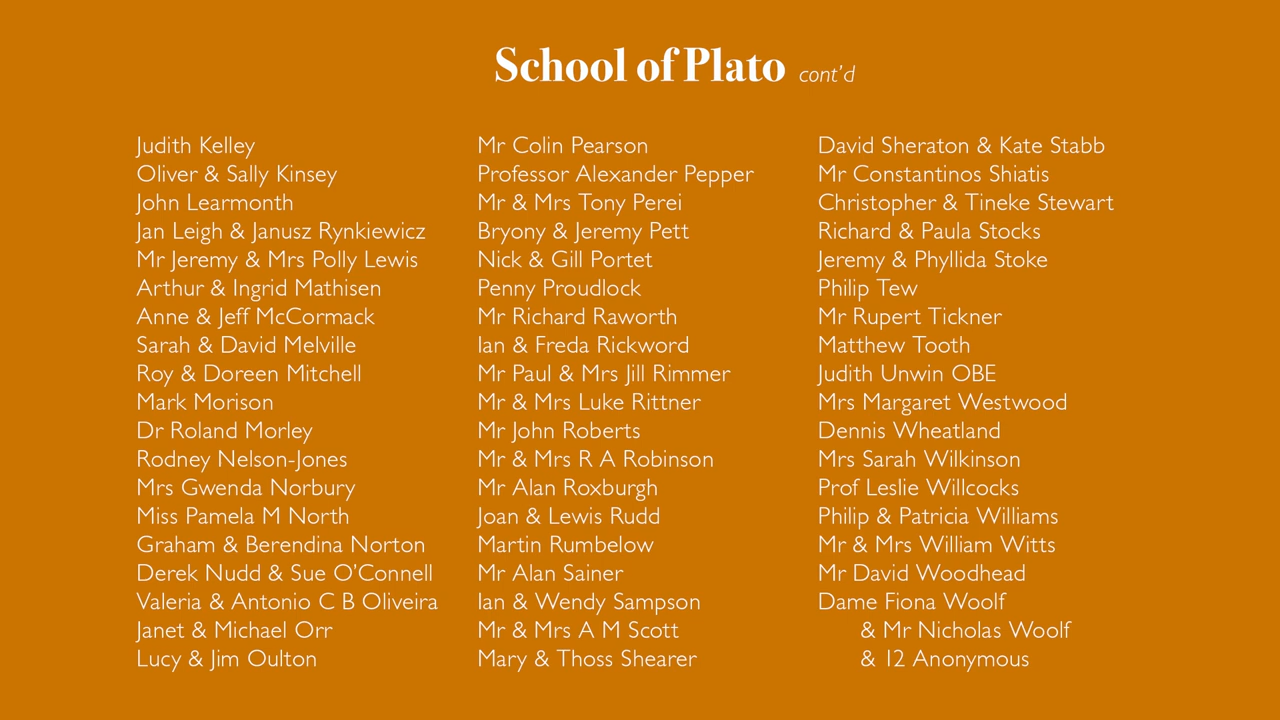 School of Plato cont'd
Judith Kelley
Oliver & Sally Kinsey
John Learmonth
Jan Leigh & Janusz Rynkiewicz
Mr Jeremy & Mrs Polly Lewis
Arthur & Ingrid Mathisen
Anne & Jeff McCormack
Sarah & David Melville
Roy & Doreen Mitchell
Mark Morison
Dr Roland Morley
Rodney Nelson-Jones
Mrs Gwenda Norbury
Miss Pamela M North
Graham & Berendina Norton
Derek Nudd & Sue O'Connell
Valeria & Antonio C B Oliveira
Janet & Michael Orr
Lucy & Jim Oulton
Mr Colin Pearson
Professor Alexander Pepper
Mr & Mrs Tony Perei
Bryony & Jeremy Pett
Nick & Gill Portet
Penny Proudlock
Mr Richard Raworth
Ian & Freda Rickword
Mr Paul & Mrs Jill Rimmer
Mr & Mrs Luke Rittner
Mr John Roberts
Mr & Mrs R A Robinson
Mr Alan Roxburgh
Joan & Lewis Rudd
Martin Rumbelow
Mr Alan Sainer
Ian & Wendy Sampson
Mr & Mrs A M Scott
Mary & Thoss Shearer
David Sheraton & Kate Stabb
Mr Constantinos Shiatis
Christopher & Tineke Stewart
Richard & Paula Stocks
Jeremy & Phyllida Stoke
Philip Tew
Mr Rupert Tickner
Matthew Tooth
Judith Unwin OBE
Mrs Margaret Westwood
Dennis Wheatland
Mrs Sarah Wilkinson
Prof Leslie Willcocks
Philip & Patricia Williams
Mr & Mrs William Witts
Mr David Woodhead
Dame Fiona Woolf
& Mr Nicholas Woolf
& 12 Anonymous